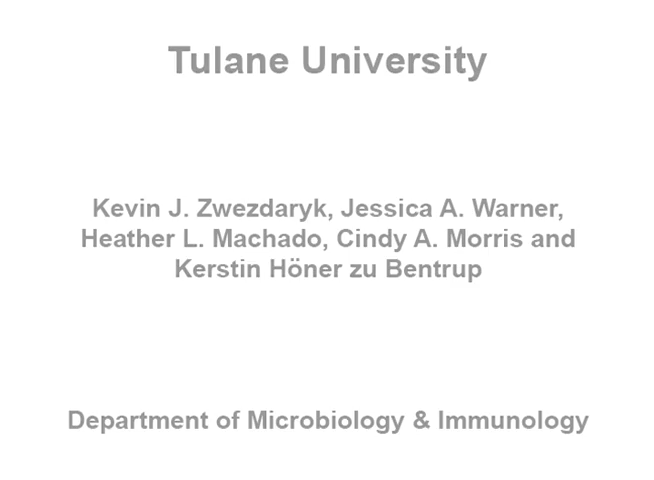 Tulane University
Kevin J. Zwezdaryk, Jessica A. Warner,
Heather L. Machado, Cindy A. Morris and
Kerstin Höner zu Bentrup
Department of Microbiology & Immunology